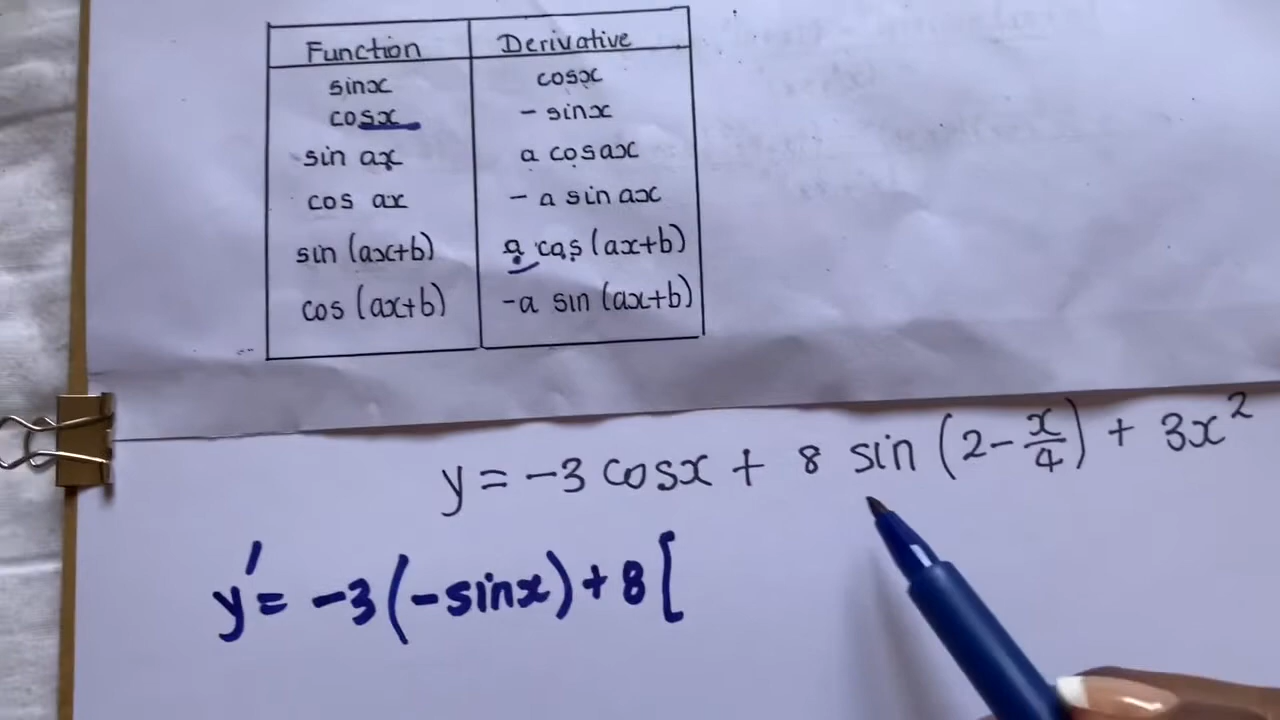 Function Derivative
sinx cosx
cosx - sinx
sin ax a cosax
cos ax - a sin ax
sin (ax+b) a cos (ax+b)
cos (ax+b) -a sin (ax+b)
y = -3 cosx + 8 sin (2 - x/4) + 3x²
y' = -3(-sinx) + 8 [